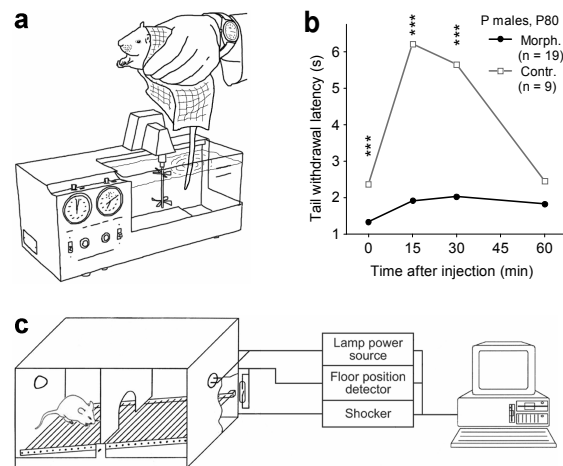 a
b
P males, P80
Morph.
(n = 19)
Contr.
(n = 9)
***
***
***
Tail withdrawal latency (s)
6
5
4
3
2
1
0
15
30
45
60
Time after injection (min)
c
Lamp power
source
Floor position
detector
Shocker